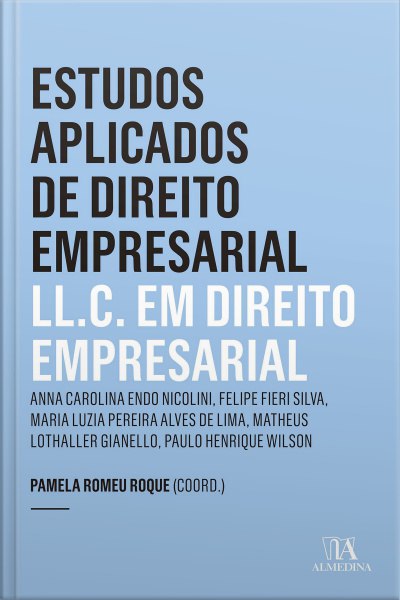 ESTUDOS
APLICADOS
DE DIREITO
EMPRESARIAL
LL.C. EM DIREITO
EMPRESARIAL
ANNA CAROLINA ENDO NICOLINI, FELIPE FIERI SILVA,
MARIA LUZIA PEREIRA ALVES DE LIMA, MATHEUS
LOTHALLER GIANELLO, PAULO HENRIQUE WILSON
PAMELA ROMEU ROQUE (COORD.)
ALMEDINA